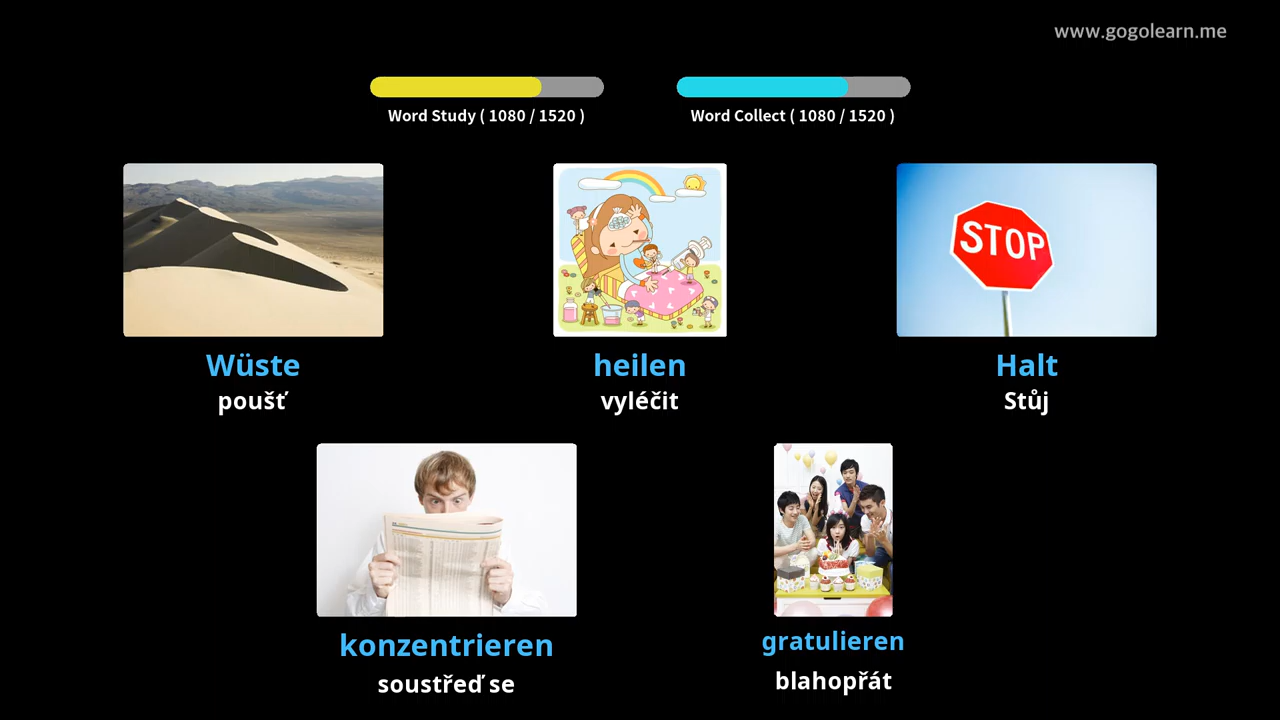 www.gogolearn.me
Word Study ( 1080 / 1520 )
Word Collect ( 1080 / 1520 )
STOP
Wüste
heilen
Halt
poušť
vyléčit
Stůj
konzentrieren
gratulieren
soustřeď se
blahopřát